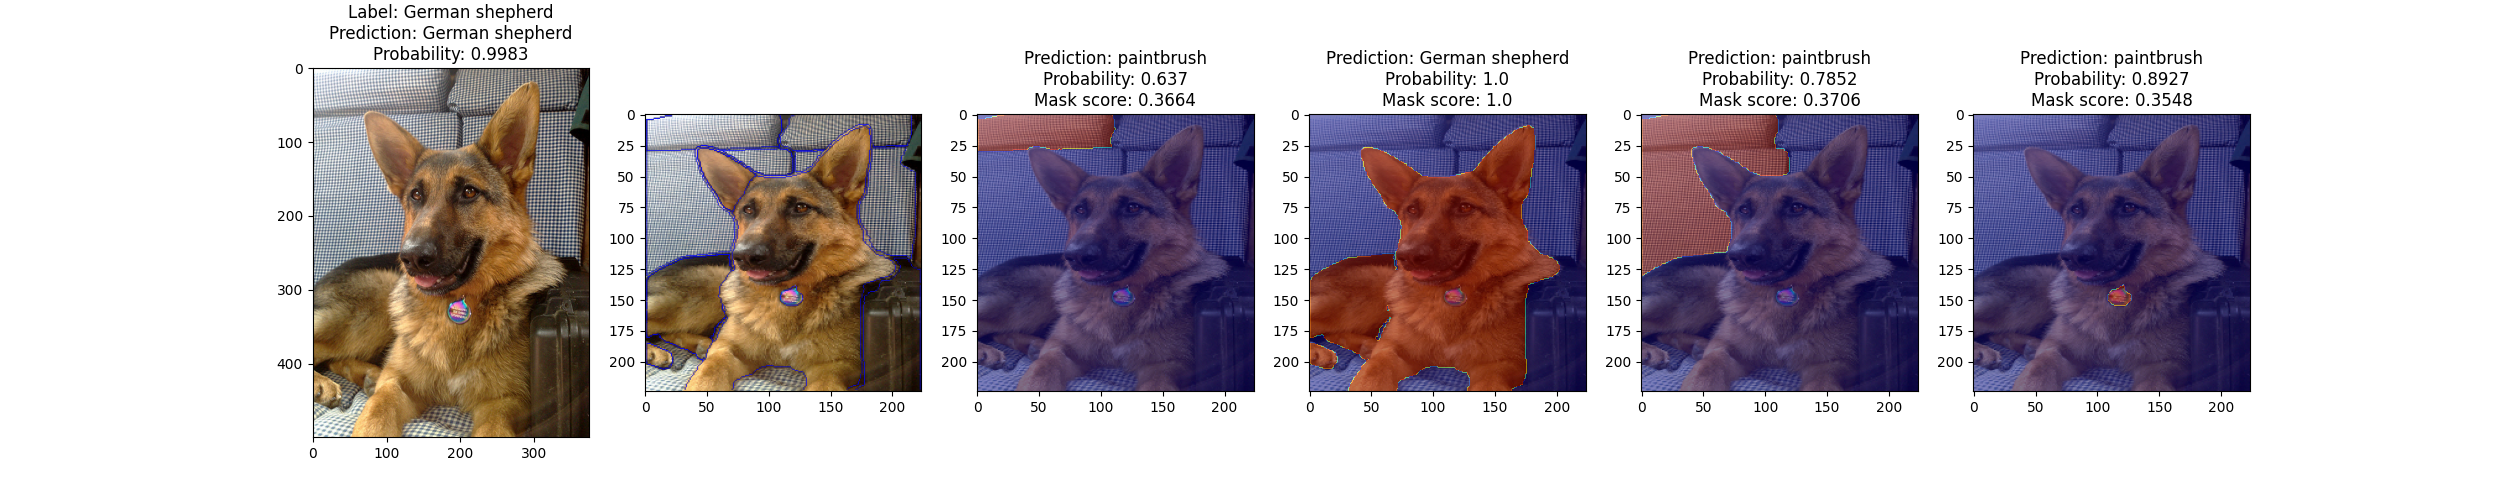 Label: German shepherd
Prediction: German shepherd
Probability: 0.9983
0
100
200
300
400
0 100 200 300
0
25
50
75
100
125
150
175
200
0 50 100 150 200
Prediction: paintbrush
Probability: 0.637
Mask score: 0.3664
0
25
50
75
100
125
150
175
200
0 50 100 150 200
Prediction: German shepherd
Probability: 1.0
Mask score: 1.0
0
25
50
75
100
125
150
175
200
0 50 100 150 200
Prediction: paintbrush
Probability: 0.7852
Mask score: 0.3706
0
25
50
75
100
125
150
175
200
0 50 100 150 200
Prediction: paintbrush
Probability: 0.8927
Mask score: 0.3548
0
25
50
75
100
125
150
175
200
0 50 100 150 200